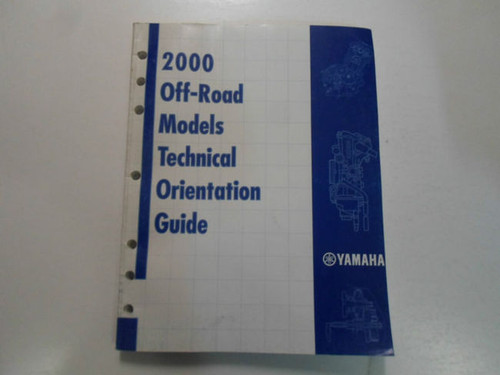 2000
Off-Road
Models
Technical
Orientation
Guide
YAMAHA